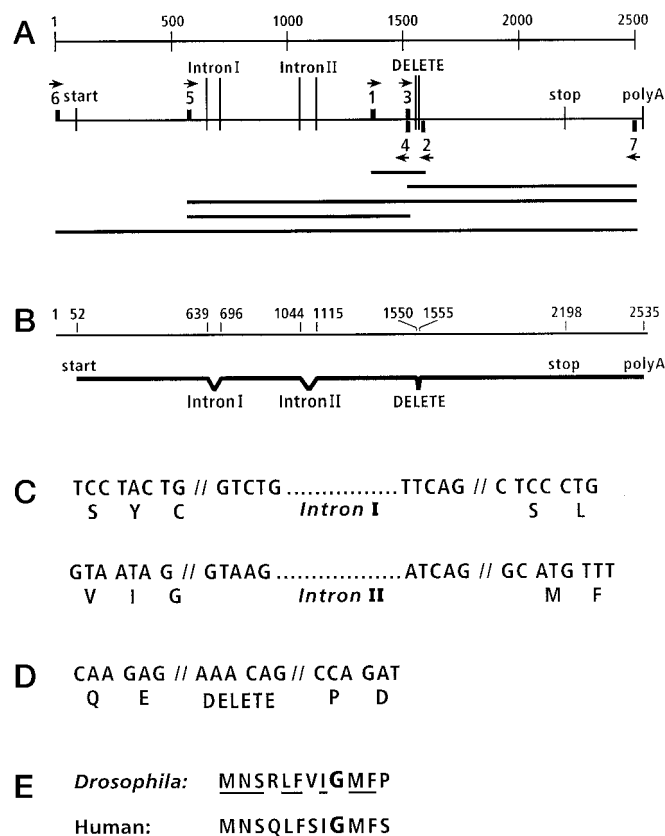 A
1 500 1000 1500 2000 2500
Intron I Intron II DELETE
6 start 5 1 3 stop polyA
4 2 7
B
1 52 639 696 1044 1115 1550 1555 2198 2535
start stop polyA
Intron I Intron II DELETE
C
TCC TAC TG // GTCTG................TTCAG // C TCC CTG
S Y C Intron I S L
GTA ATA G // GTAAG...................ATCAG // GC ATG TTT
V I G Intron II M F
D
CAA GAG // AAA CAG // CCA GAT
Q E DELETE P D
E
Drosophila: MNSRLFVIGMFP
Human: MNSQLFSIGMFS